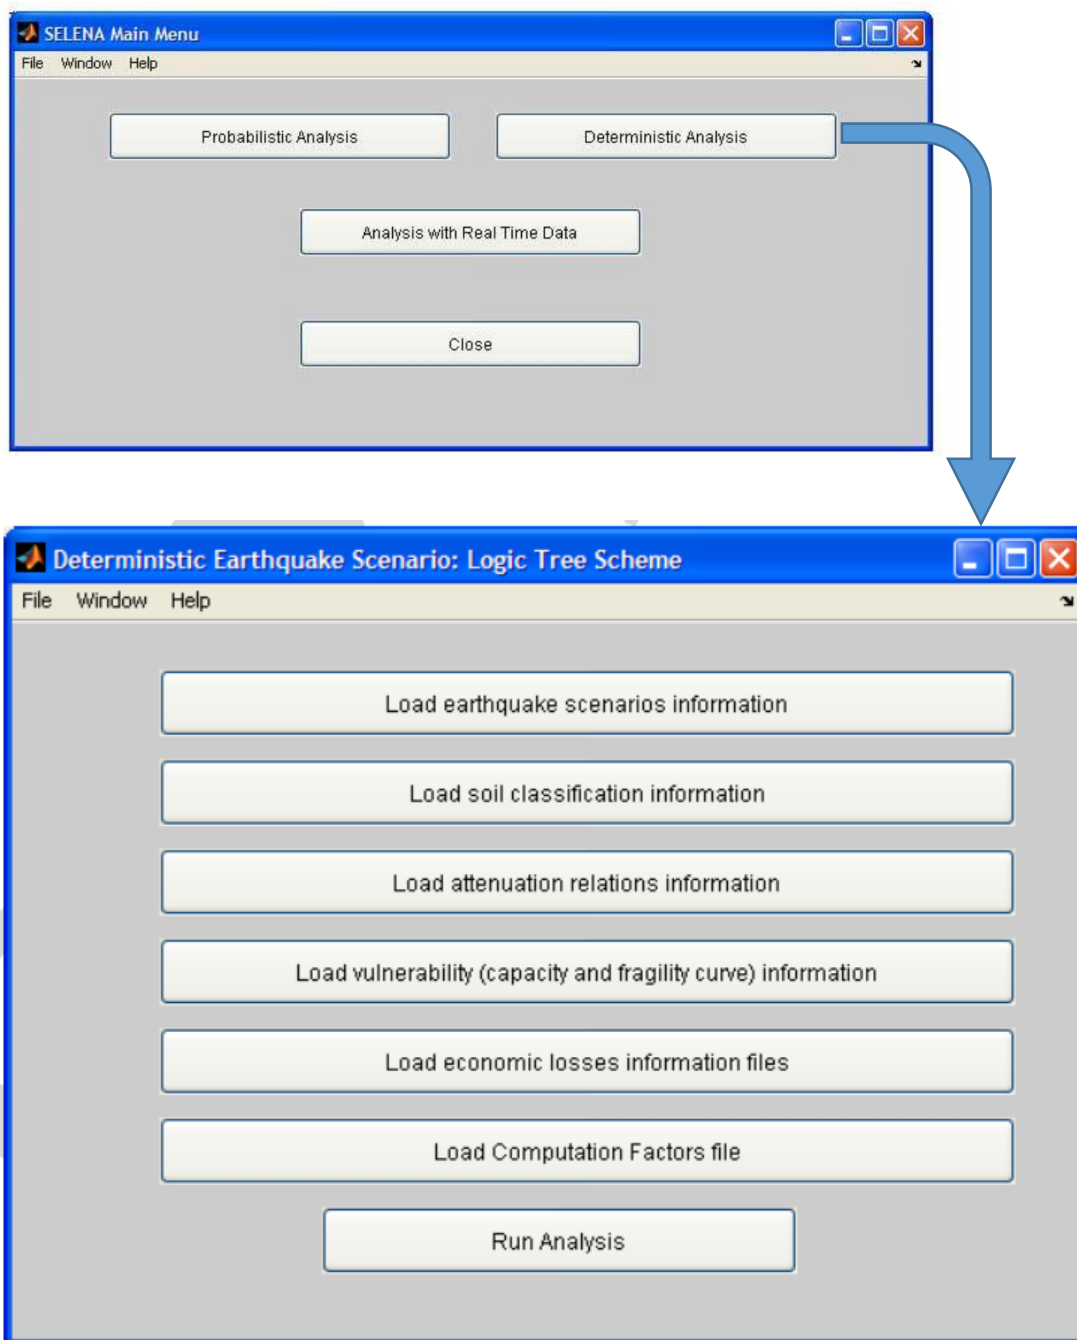 SELENA Main Menu
File Window Help
Probabilistic Analysis
Deterministic Analysis
Analysis with Real Time Data
Close
Deterministic Earthquake Scenario: Logic Tree Scheme
File Window Help
Load earthquake scenarios information
Load soil classification information
Load attenuation relations information
Load vulnerability (capacity and fragility curve) information
Load economic losses information files
Load Computation Factors file
Run Analysis